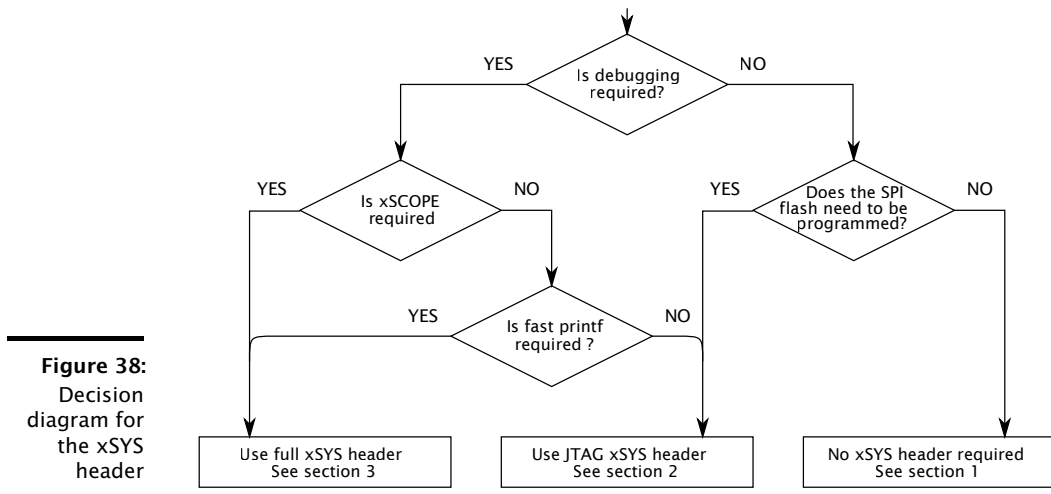 YES
NO
Is debugging
required?
YES
NO
Is xSCOPE
required
YES
NO
Does the SPI
flash need to be
programmed?
YES
NO
Is fast printf
required ?
Use full xSYS header
See section 3
Use JTAG xSYS header
See section 2
No xSYS header required
See section 1
Figure 38:
Decision
diagram for
the xSYS
header